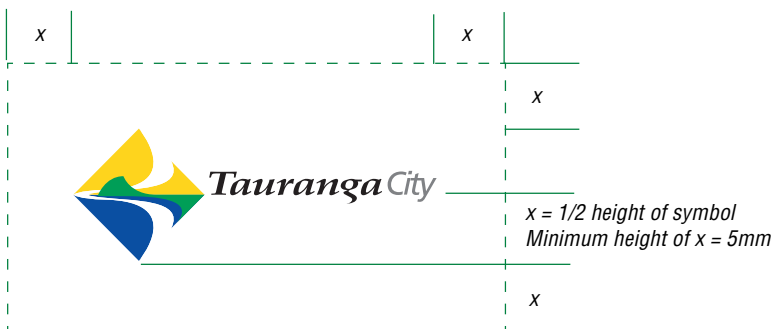 x
x
x
Tauranga City
x = 1/2 height of symbol
Minimum height of x = 5mm
x